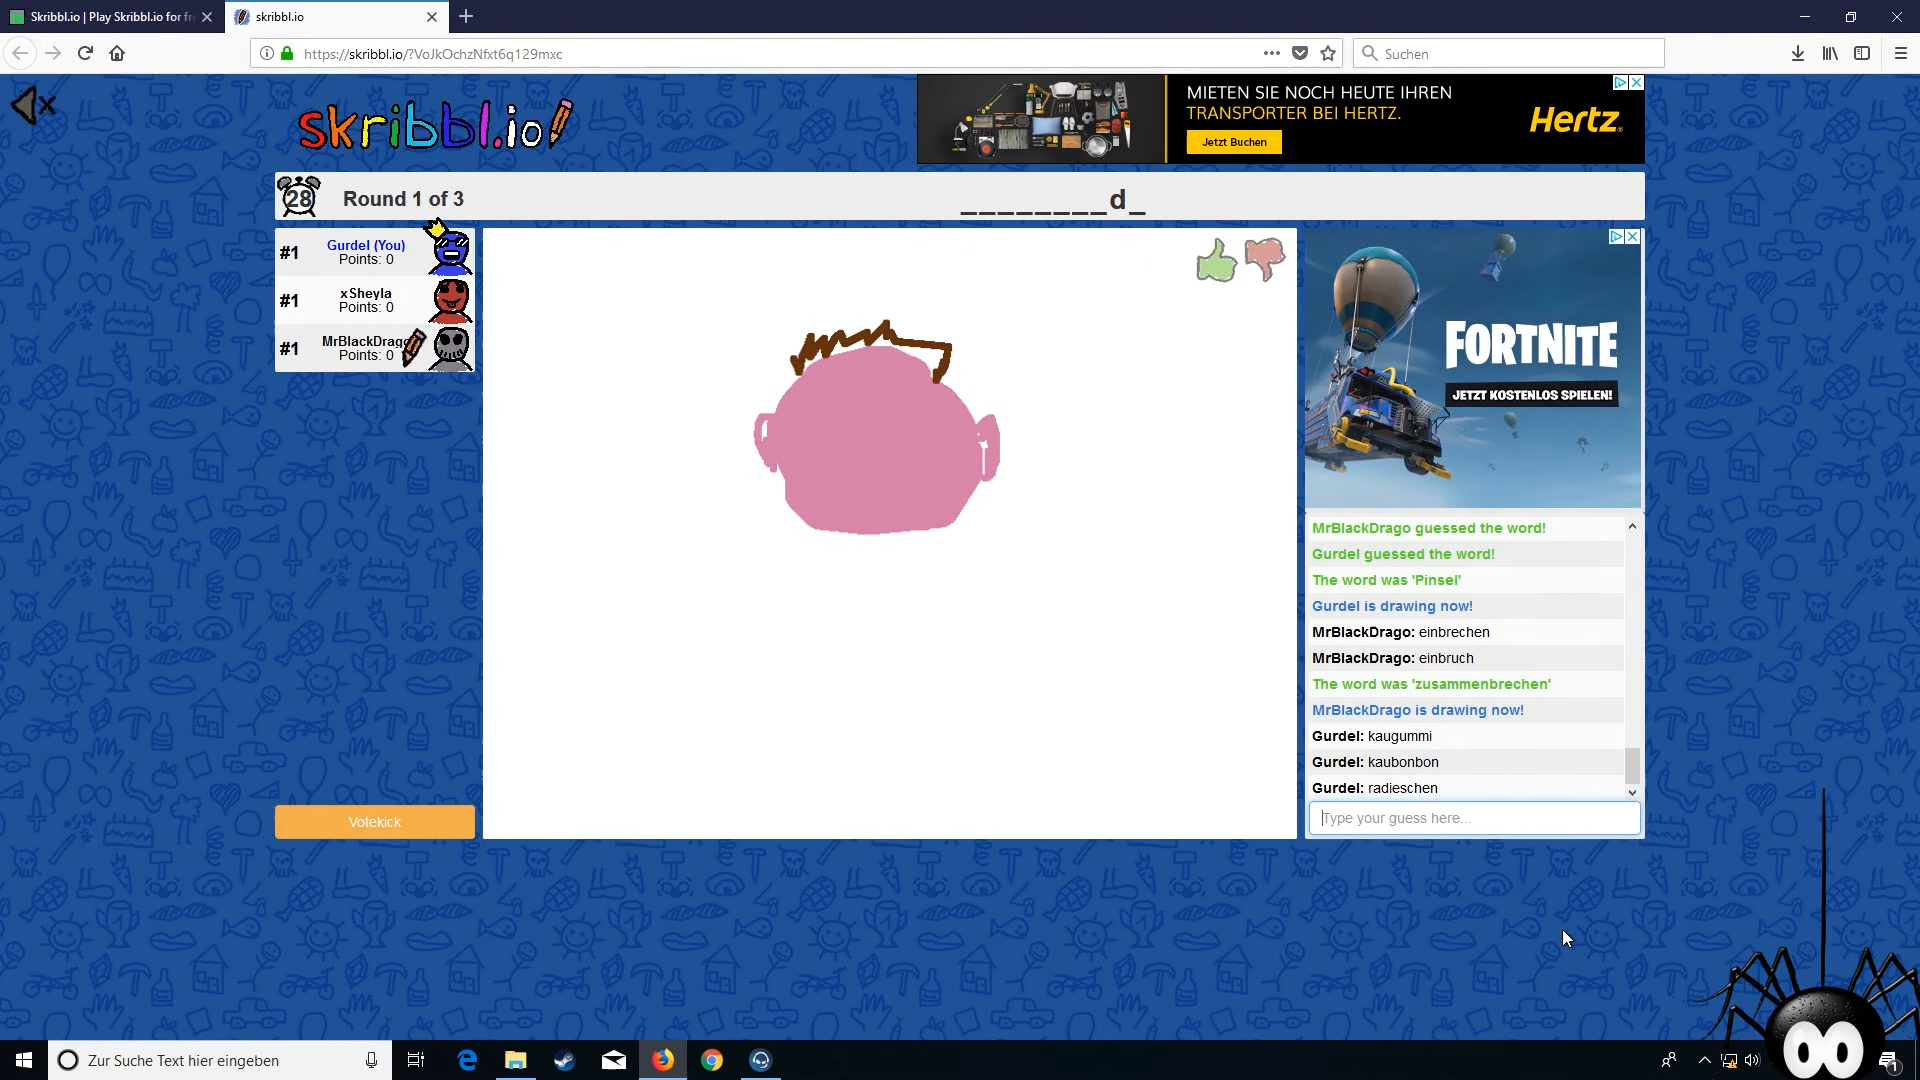 Skribbl.io | Play Skribbl.io for fr
skribbl.io
https://skribbl.io/?VoJkOchzNfxt6q129mxc
Suchen
skribbl.io
MIETEN SIE NOCH HEUTE IHREN
TRANSPORTER BEI HERTZ.
Jetzt Buchen
Hertz.
28
Round 1 of 3
________d_
#1
Gurdel (You)
Points: 0
#1
xSheyla
Points: 0
#1
MrBlackDrago
Points: 0
FORTNITE
JETZT KOSTENLOS SPIELEN!
MrBlackDrago guessed the word!
Gurdel guessed the word!
The word was 'Pinsel'
Gurdel is drawing now!
MrBlackDrago: einbrechen
MrBlackDrago: einbruch
The word was 'zusammenbrechen'
MrBlackDrago is drawing now!
Gurdel: kaugummi
Gurdel: kaubonbon
Gurdel: radieschen
Type your guess here...
Votekick
Zur Suche Text hier eingeben
1